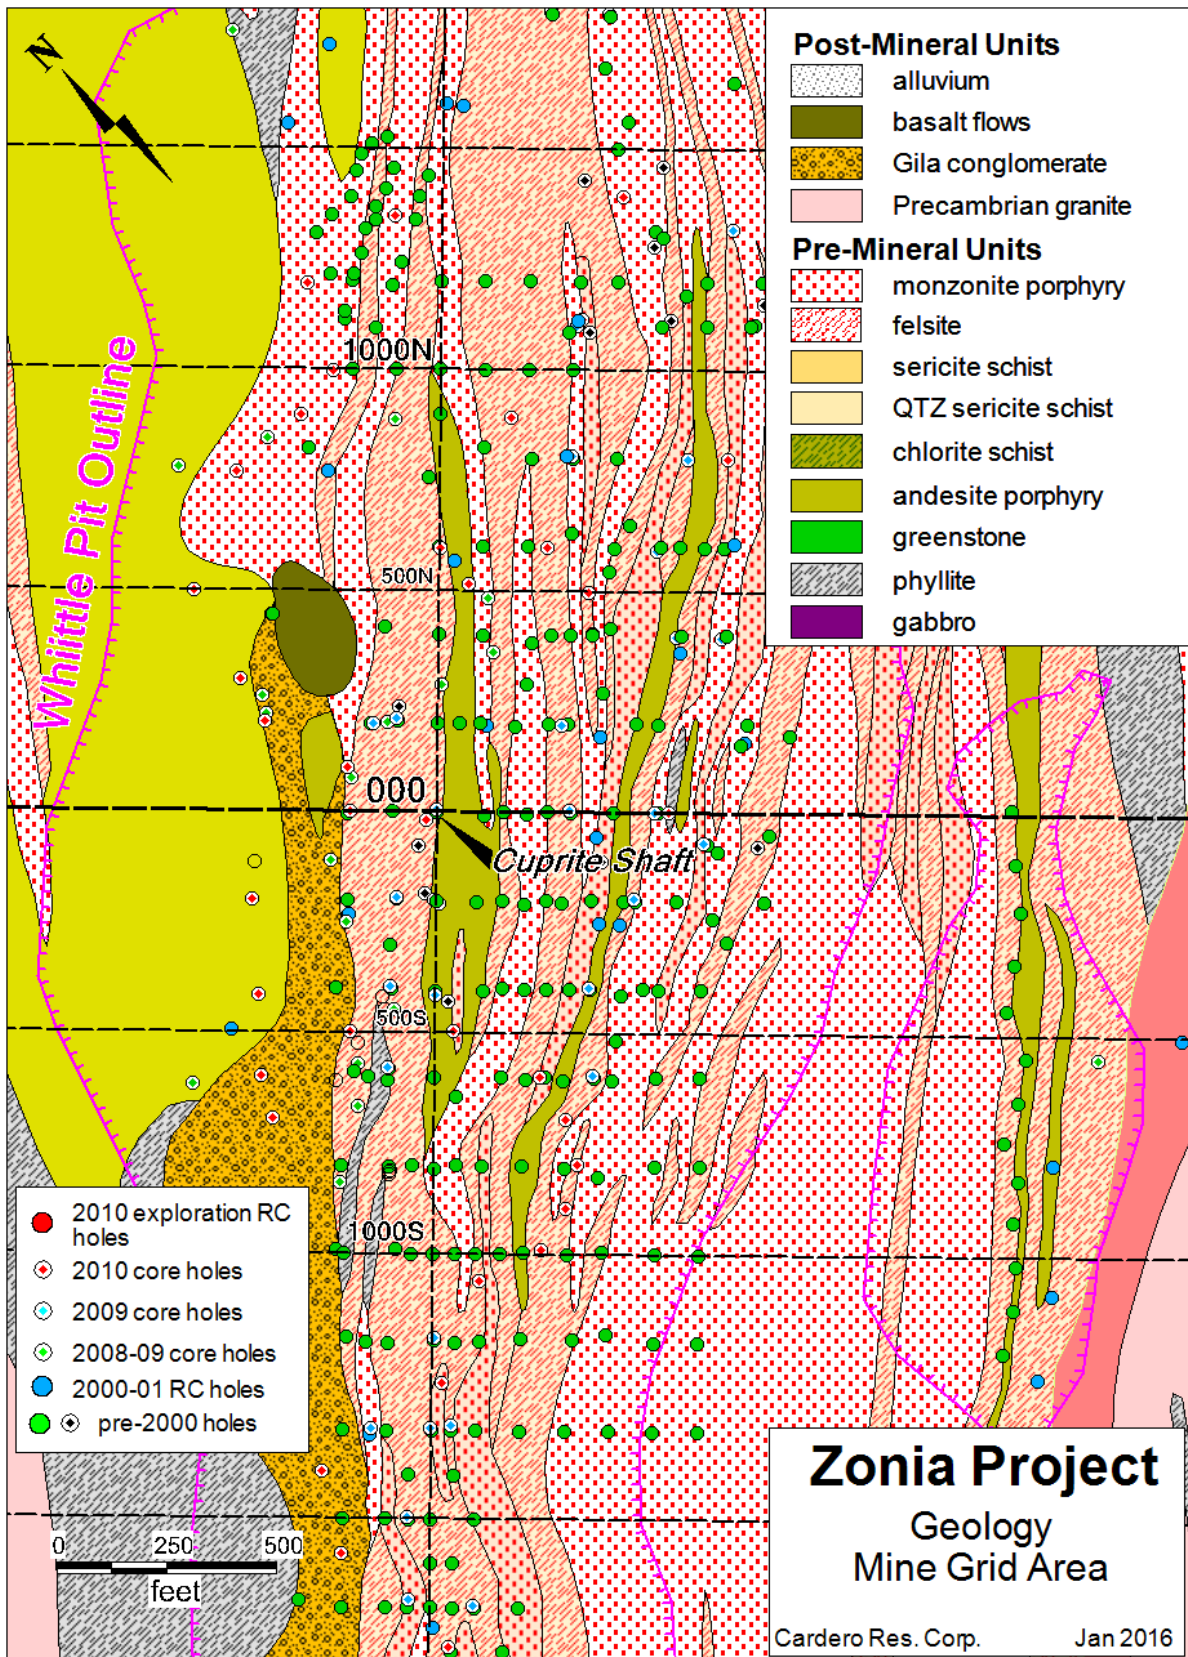 N
Post-Mineral Units
alluvium
basalt flows
Gila conglomerate
Precambrian granite
Pre-Mineral Units
monzonite porphyry
felsite
sericite schist
QTZ sericite schist
chlorite schist
andesite porphyry
greenstone
phyllite
gabbro
1000N
Whiittle Pit Outline
500N
000
Cuprite Shaft
500S
1000S
2010 exploration RC
holes
2010 core holes
2009 core holes
2008-09 core holes
2000-01 RC holes
pre-2000 holes
0 250 500
feet
Zonia Project
Geology
Mine Grid Area
Cardero Res. Corp. Jan 2016